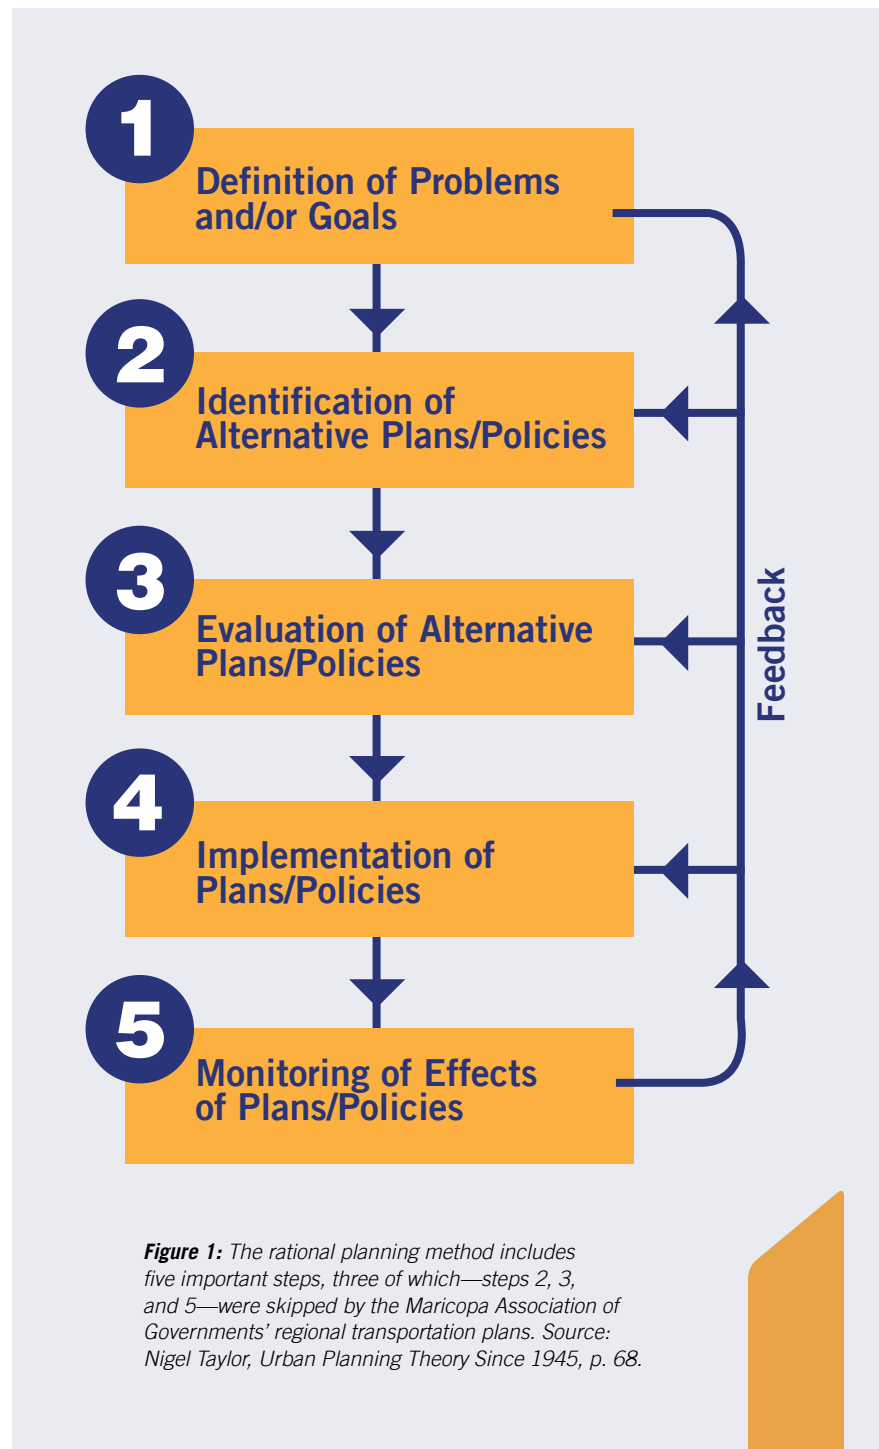 1
Definition of Problems
and/or Goals
2
Identification of
Alternative Plans/Policies
3
Evaluation of Alternative
Plans/Policies
Feedback
4
Implementation of
Plans/Policies
5
Monitoring of Effects
of Plans/Policies
Figure 1: The rational planning method includes
five important steps, three of which—steps 2, 3,
and 5—were skipped by the Maricopa Association of
Governments’ regional transportation plans. Source:
Nigel Taylor, Urban Planning Theory Since 1945, p. 68.